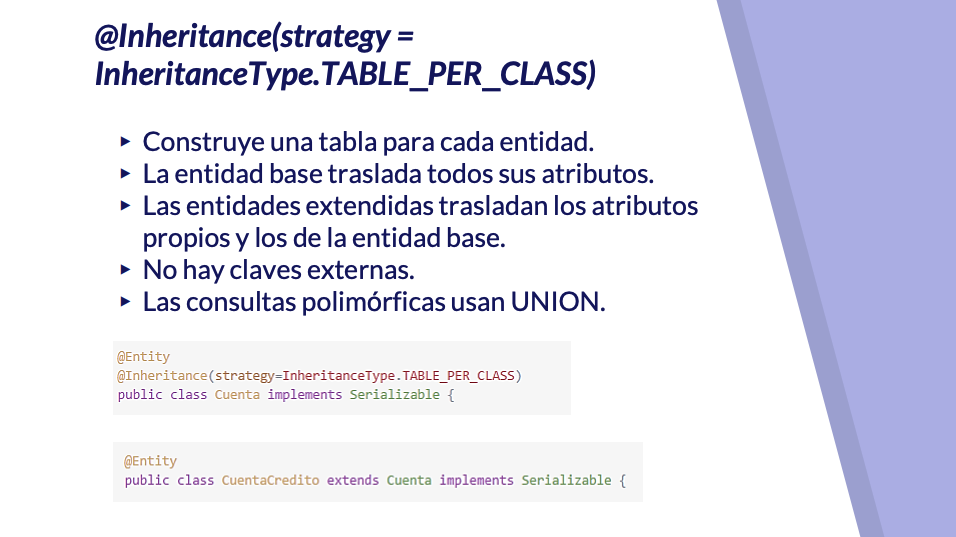 @Inheritance(strategy =
InheritanceType.TABLE_PER_CLASS)
▸ Construye una tabla para cada entidad.
▸ La entidad base traslada todos sus atributos.
▸ Las entidades extendidas trasladan los atributos
propios y los de la entidad base.
▸ No hay claves externas.
▸ Las consultas polimórficas usan UNION.
@Entity
@Inheritance(strategy=InheritanceType.TABLE_PER_CLASS)
public class Cuenta implements Serializable {
@Entity
public class CuentaCredito extends Cuenta implements Serializable {